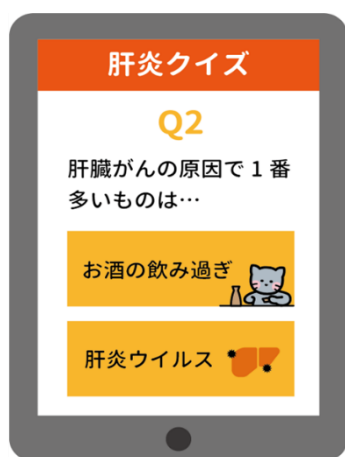 肝炎クイズ
Q2
肝臓がんの原因で1番
多いものは…
お酒の飲み過ぎ
肝炎ウイルス